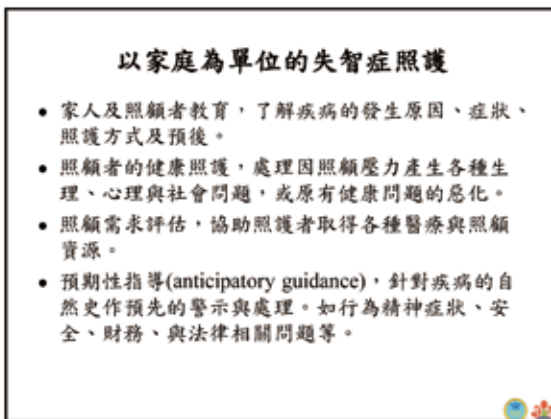 以家庭為單位的失智症照護
• 家人及照顧者教育，了解疾病的發生原因、症狀、
照護方式及預後。
• 照顧者的健康照護，處理因照顧壓力產生各種生
理、心理與社會問題，或原有健康問題的惡化。
• 照顧需求評估，協助照護者取得各種醫療與照顧
資源。
• 預期性指導(anticipatory guidance)，針對疾病的自
然史作預先的警示與處理。如行為精神症狀、安
全、財務、與法律相關問題等。